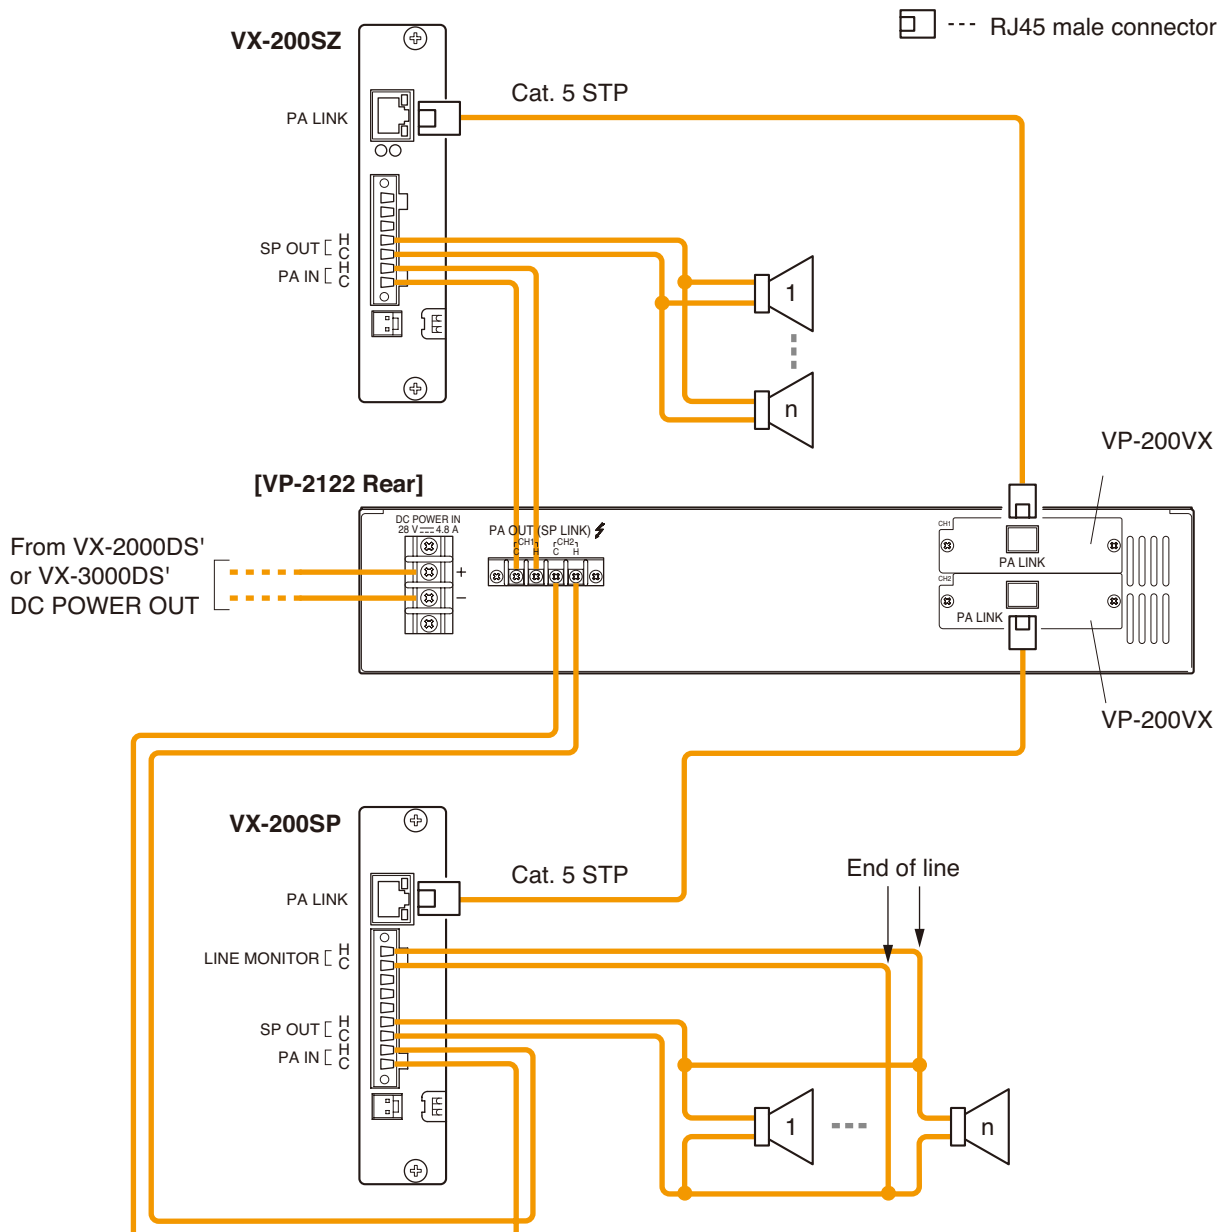 VX-200SZ
--- RJ45 male connector
Cat. 5 STP
PA LINK
SP OUT
H
C
PA IN
H
C
1
n
VP-200VX
[VP-2122 Rear]
DC POWER IN
28 V 4.8 A
PA OUT (SP LINK)
CH1
CH2
C
H
C
H
From VX-2000DS'
or VX-3000DS'
DC POWER OUT
+
−
CH1
PA LINK
CH2
PA LINK
VP-200VX
VX-200SP
Cat. 5 STP
End of line
PA LINK
LINE MONITOR
H
C
SP OUT
H
C
PA IN
H
C
1
n